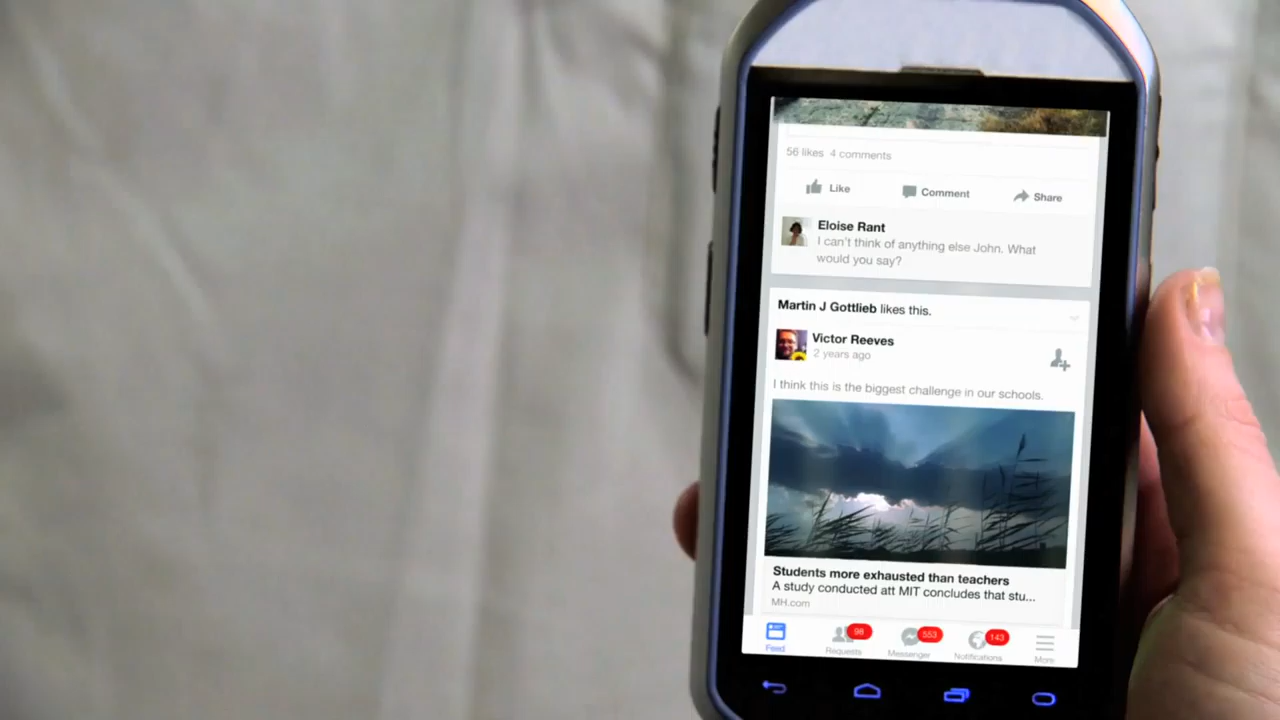 56 likes 4 comments
Like Comment Share
Eloise Rant
I can't think of anything else John. What
would you say?
Martin J Gottlieb likes this.
Victor Reeves
2 years ago
I think this is the biggest challenge in our schools.
Students more exhausted than teachers
A study conducted att MIT concludes that stu...
MH.com
98 553 143
Feed Requests Messenger Notifications More